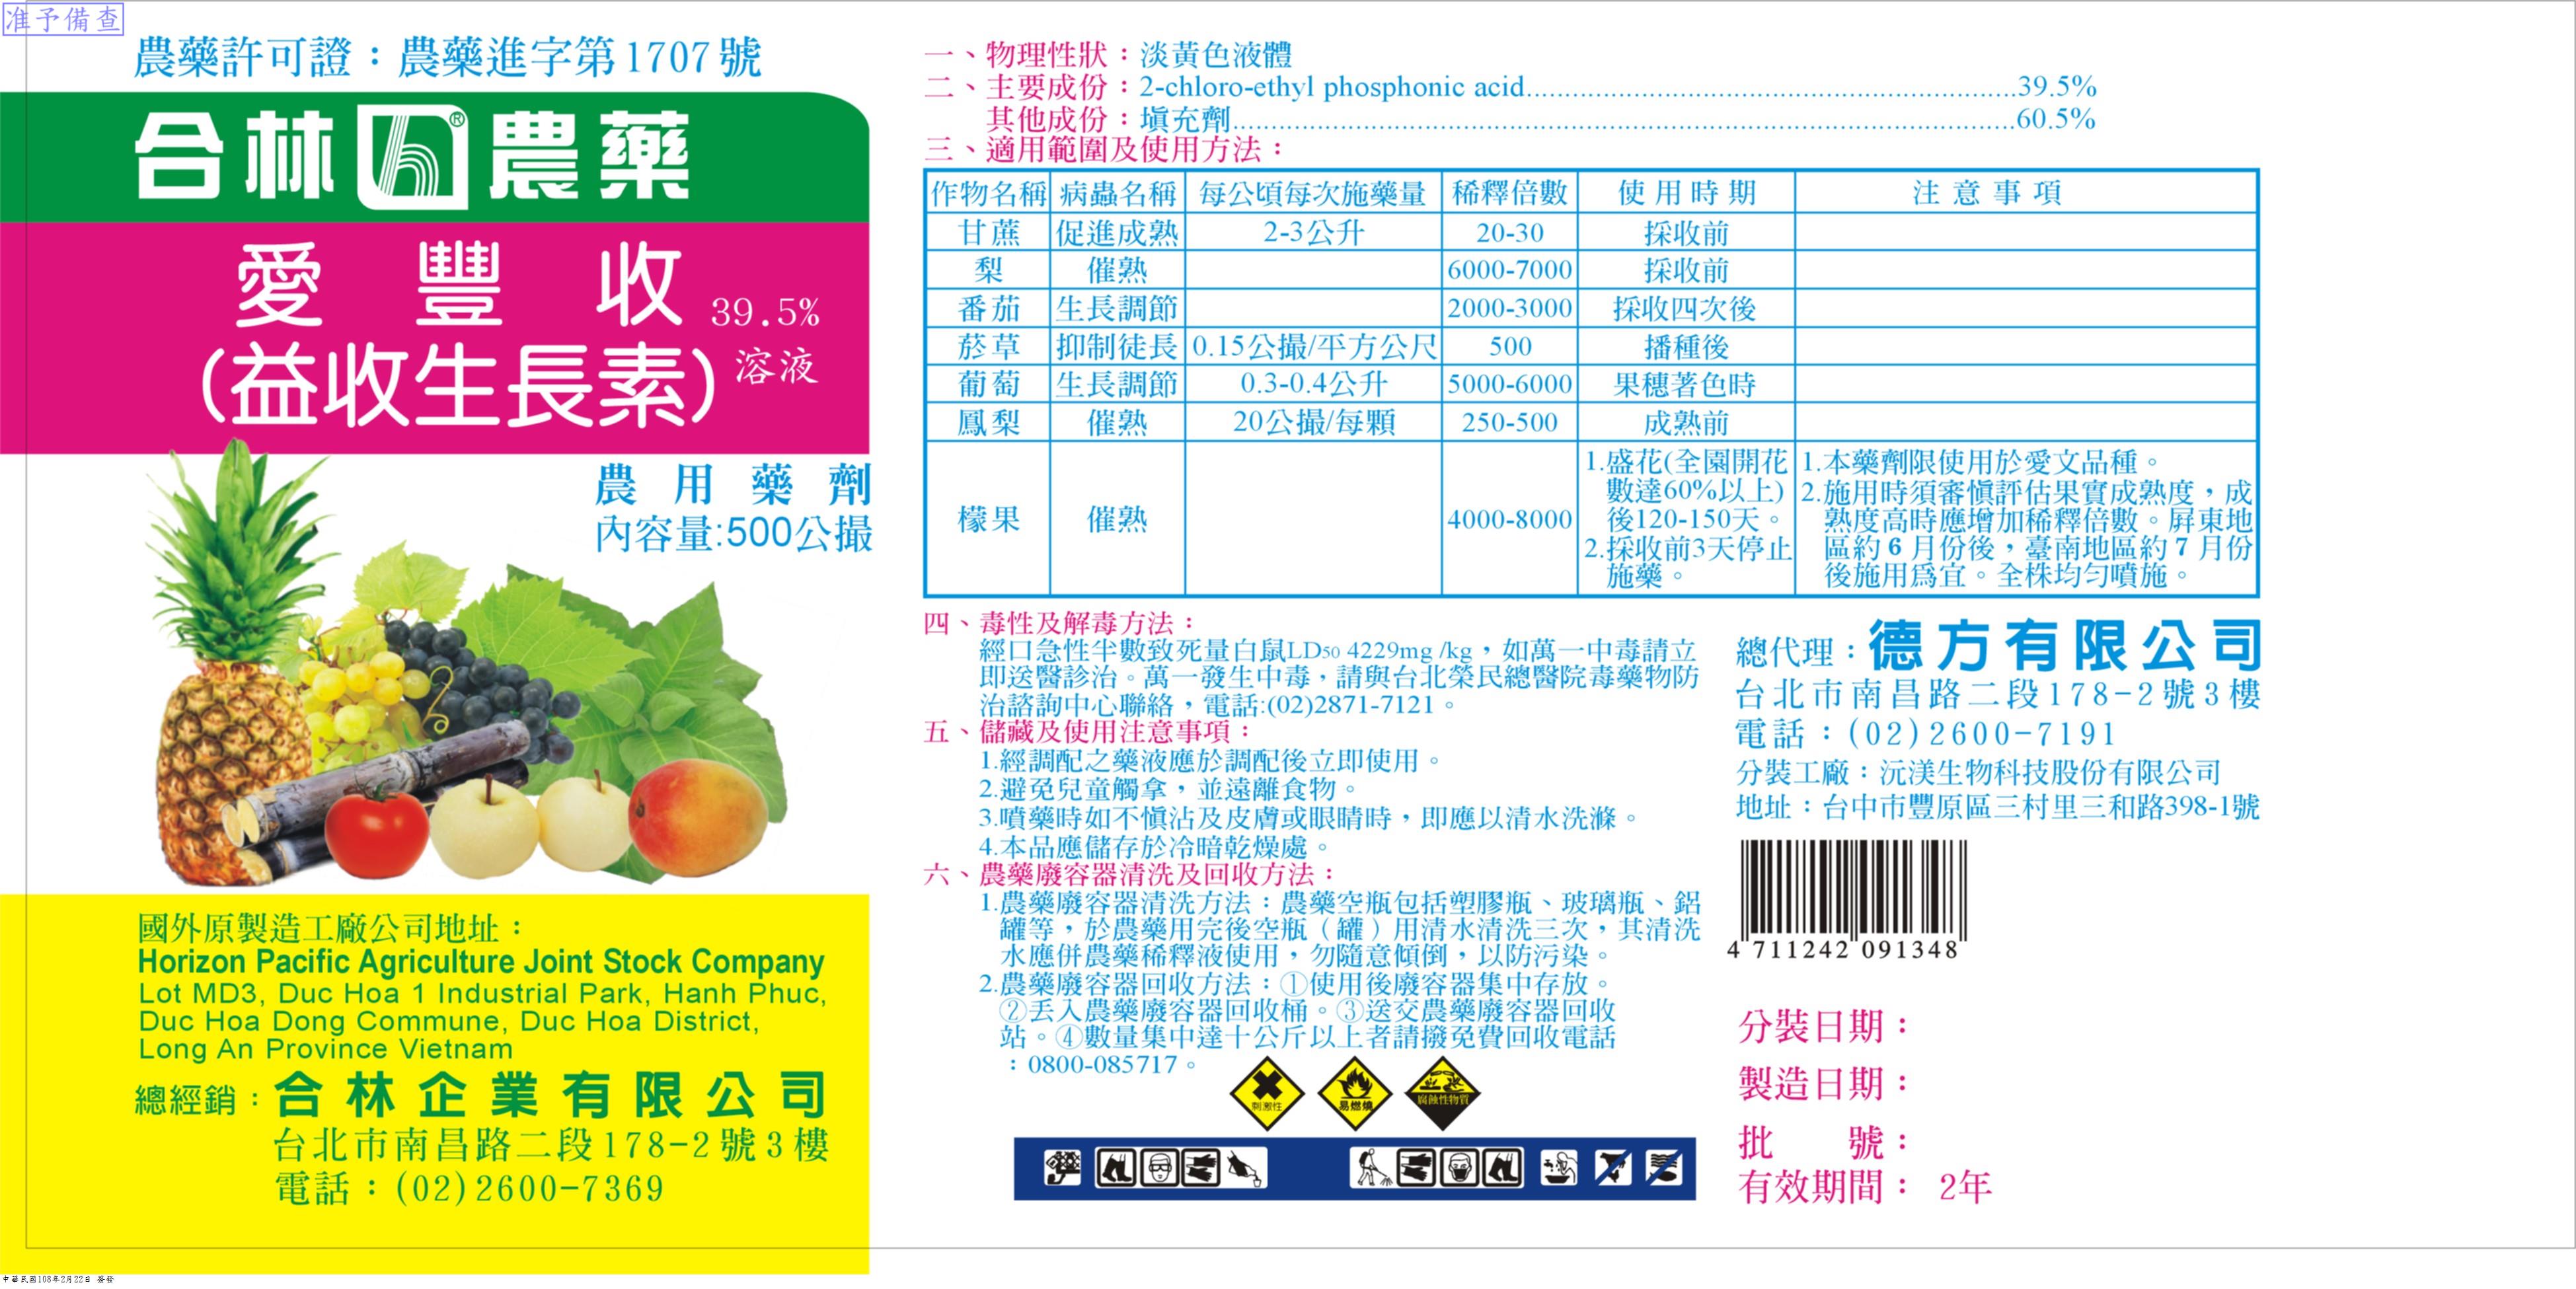 准予備查
農藥許可證：農藥進字第1707號
合林 h® 農藥
愛豐收 39.5%
(益收生長素) 溶液
農用藥劑
內容量:500公撮
國外原製造工廠公司地址：
Horizon Pacific Agriculture Joint Stock Company
Lot MD3, Duc Hoa 1 Industrial Park, Hanh Phuc,
Duc Hoa Dong Commune, Duc Hoa District,
Long An Province Vietnam
總經銷：合林企業有限公司
台北市南昌路二段178-2號3樓
電話：(02)2600-7369
一、物理性狀：淡黃色液體
二、主要成份：2-chloro-ethyl phosphonic acid......39.5%
其他成份：填充劑......60.5%
三、適用範圍及使用方法：
作物名稱 病蟲名稱 每公頃每次施藥量 稀釋倍數 使用時期 注意事項
甘蔗 促進成熟 2-3公升 20-30 採收前
梨 催熟 6000-7000 採收前
番茄 生長調節 2000-3000 採收四次後
菸草 抑制徒長 0.15公撮/平方公尺 500 播種後
葡萄 生長調節 0.3-0.4公升 5000-6000 果穗著色時
鳳梨 催熟 20公撮/每顆 250-500 成熟前
檬果 催熟 4000-8000
1.盛花(全園開花
數達60%以上)
後120-150天。
2.採收前3天停止
施藥。
1.本藥劑限使用於愛文品種。
2.施用時須審慎評估果實成熟度，成
熟度高時應增加稀釋倍數。屏東地
區約6月份後，臺南地區約7月份
後施用為宜。全株均勻噴施。
四、毒性及解毒方法：
經口急性半數致死量白鼠LD50 4229mg /kg，如萬一中毒請立
即送醫診治。萬一發生中毒，請與台北榮民總醫院毒藥物防
治諮詢中心聯絡，電話:(02)2871-7121。
五、儲藏及使用注意事項：
1.經調配之藥液應於調配後立即使用。
2.避免兒童觸拿，並遠離食物。
3.噴藥時如不慎沾及皮膚或眼睛時，即應以清水洗滌。
4.本品應儲存於冷暗乾燥處。
六、農藥廢容器清洗及回收方法：
1.農藥廢容器清洗方法：農藥空瓶包括塑膠瓶、玻璃瓶、鋁
罐等，於農藥用完後空瓶（罐）用清水清洗三次，其清洗
水應併農藥稀釋液使用，勿隨意傾倒，以防污染。
2.農藥廢容器回收方法：①使用後廢容器集中存放。
②丟入農藥廢容器回收桶。③送交農藥廢容器回收
站。④數量集中達十公斤以上者請撥免費回收電話
：0800-085717。
刺激性
易燃燒
腐蝕性物質
總代理：德方有限公司
台北市南昌路二段178-2號3樓
電話：(02)2600-7191
分裝工廠：沅渼生物科技股份有限公司
地址：台中市豐原區三村里三和路398-1號
4 711242 091348
分裝日期：
製造日期：
批號：
有效期間：2年
中華民國108年2月22日 簽發